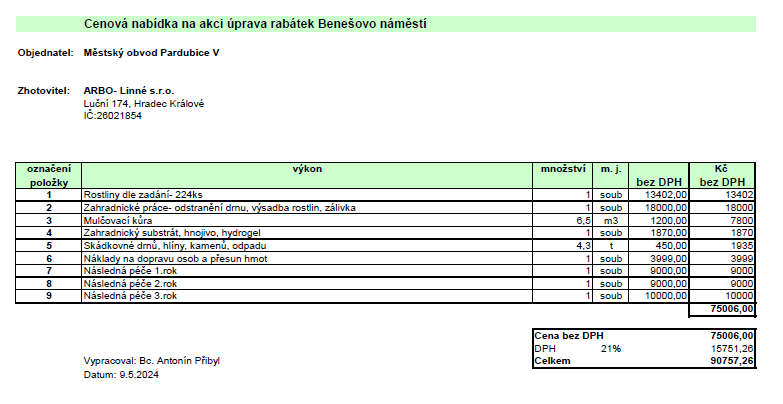 Cenová nabídka na akci úprava rabátek Benešovo náměstí
Objednatel: Městský obvod Pardubice V
Zhotovitel: ARBO- Linné s.r.o.
Luční 174, Hradec Králové
IČ:26021854
označení výkon množství m. j. Kč
položky bez DPH bez DPH
1 Rostliny dle zadání- 224ks 1 soub 13402,00 13402
2 Zahradnické práce- odstranění drnu, výsadba rostlin, zálivka 1 soub 18000,00 18000
3 Mulčovací kůra 6,5 m3 1200,00 7800
4 Zahradnický substrát, hnojivo, hydrogel 1 soub 1870,00 1870
5 Skádkovné drnů, hlíny, kamenů, odpadu 4,3 t 450,00 1935
6 Náklady na dopravu osob a přesun hmot 1 soub 3999,00 3999
7 Následná péče 1.rok 1 soub 9000,00 9000
8 Následná péče 2.rok 1 soub 9000,00 9000
9 Následná péče 3.rok 1 soub 10000,00 10000
75006,00
Cena bez DPH 75006,00
DPH 21% 15751,26
Celkem 90757,26
Vypracoval: Bc. Antonín Přibyl
Datum: 9.5.2024